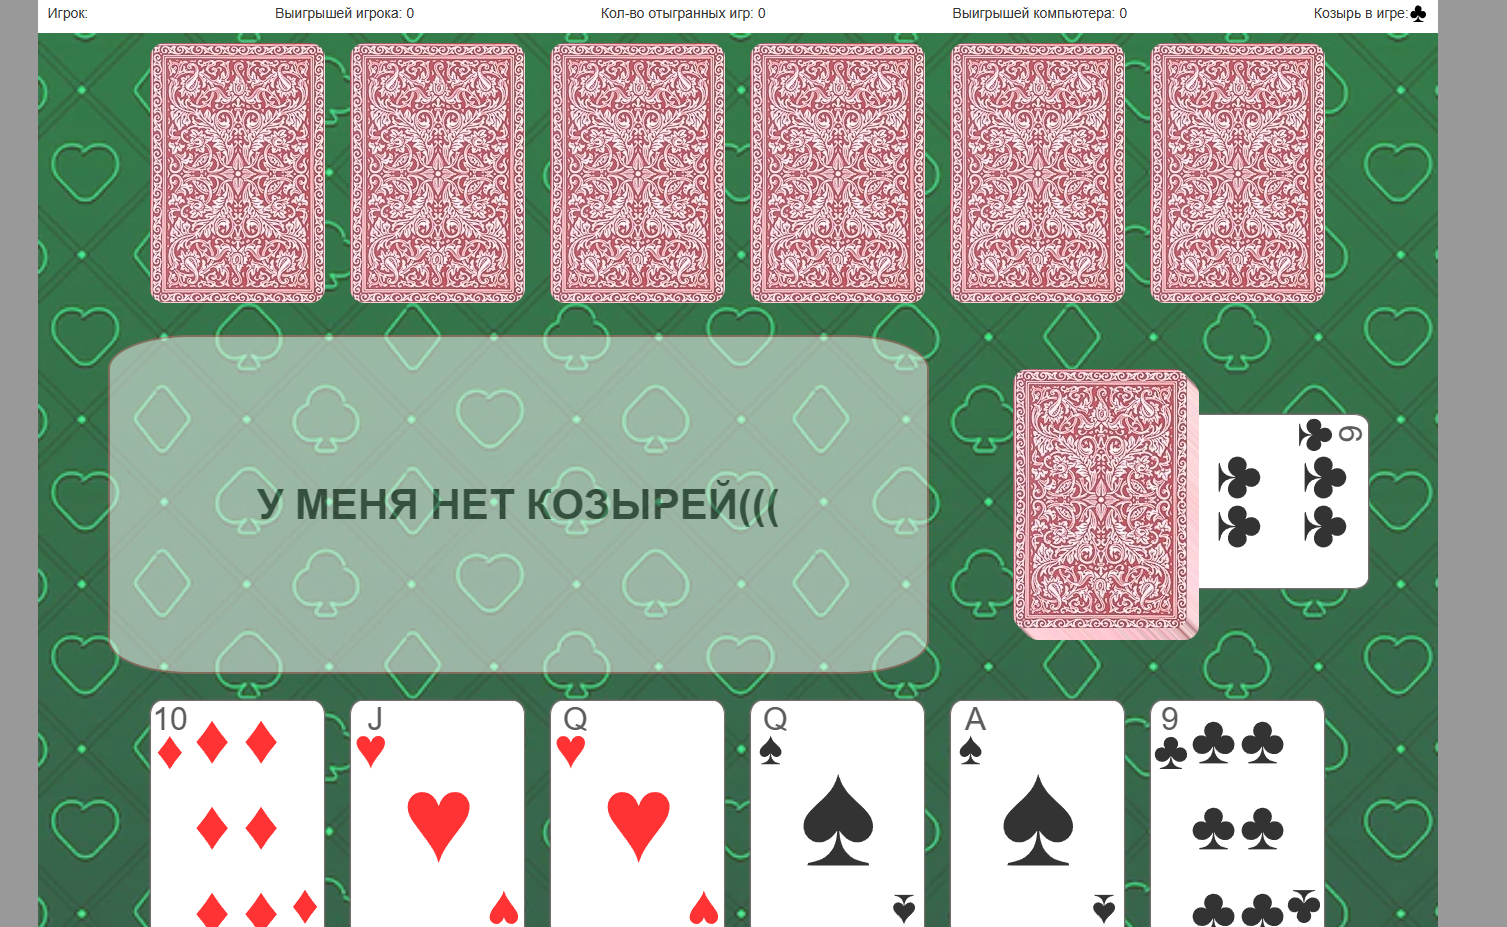 Игрок: Выигрышей игрока: 0 Кол-во отыгранных игр: 0 Выигрышей компьютера: 0 Козырь в игре:♣
У МЕНЯ НЕТ КОЗЫРЕЙ(((
6
10 J Q Q A 9